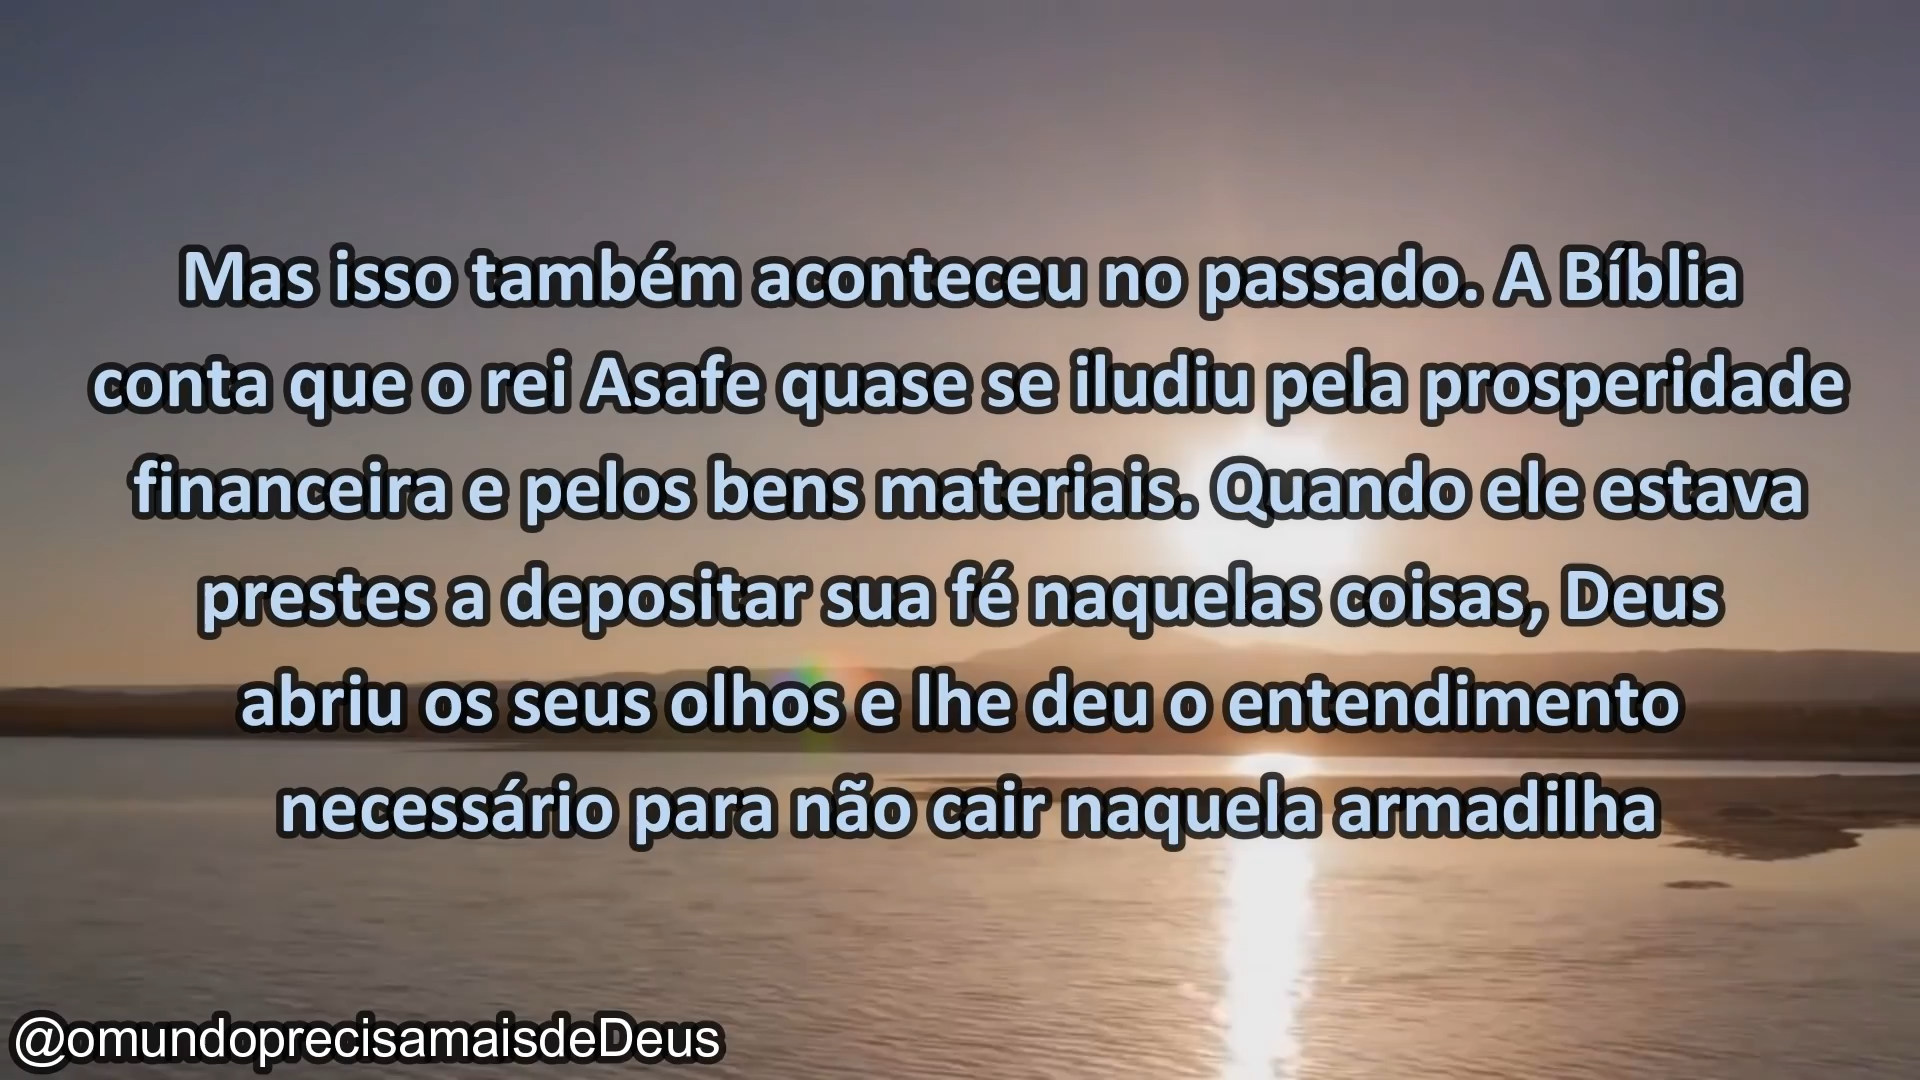 Mas isso também aconteceu no passado. A Bíblia
conta que o rei Asafe quase se iludiu pela prosperidade
financeira e pelos bens materiais. Quando ele estava
prestes a depositar sua fé naquelas coisas, Deus
abriu os seus olhos e lhe deu o entendimento
necessário para não cair naquela armadilha
@omundoprecisamaisdeDeus